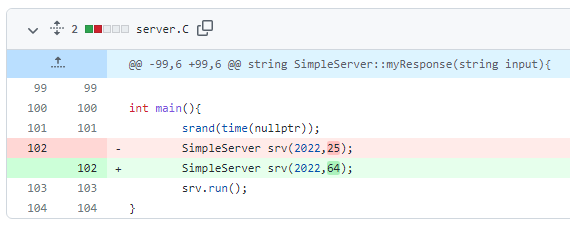 2 server.C
@@ -99,6 +99,6 @@ string SimpleServer::myResponse(string input){
99 99
100 100 int main(){
101 101 srand(time(nullptr));
102 - SimpleServer srv(2022,25);
102 + SimpleServer srv(2022,64);
103 103 srv.run();
104 104 }